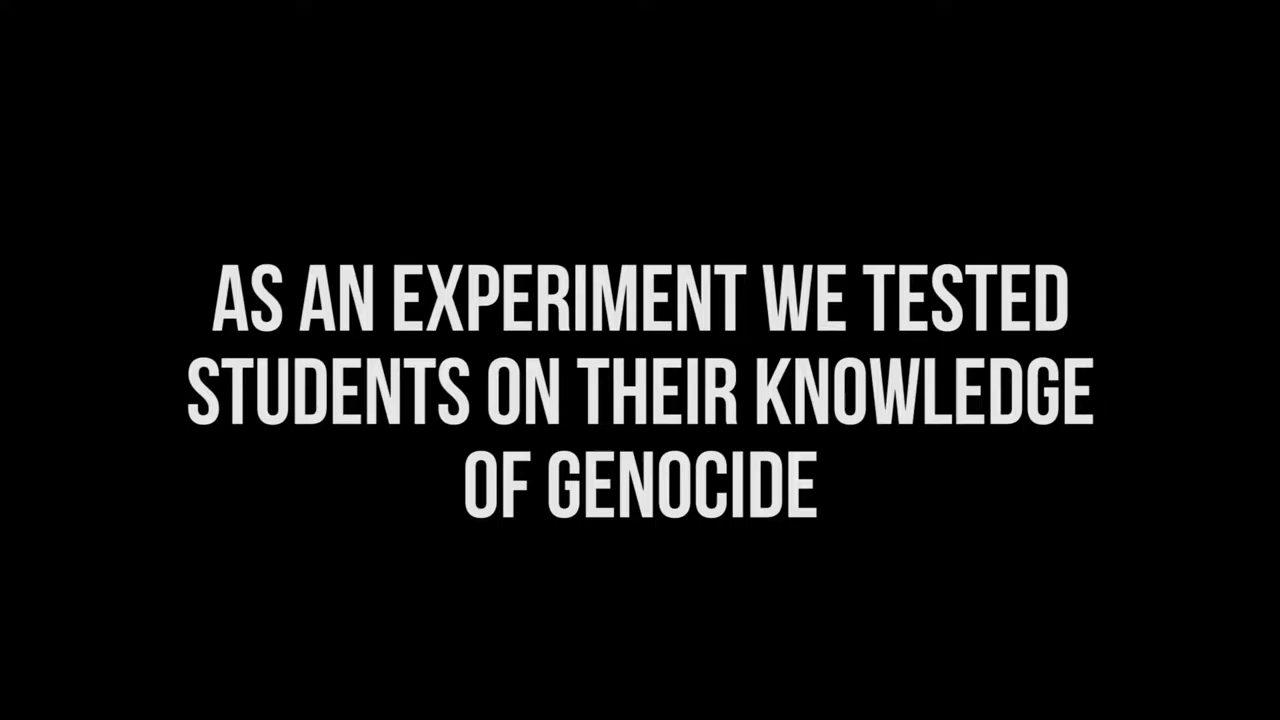 AS AN EXPERIMENT WE TESTED
STUDENTS ON THEIR KNOWLEDGE
OF GENOCIDE